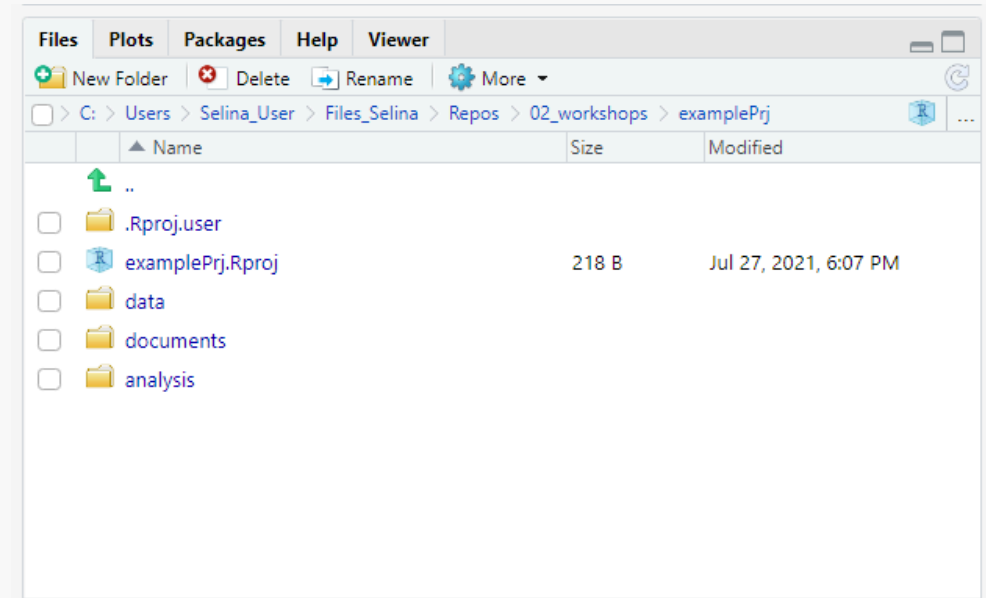 Files Plots Packages Help Viewer
New Folder Delete Rename More
C: > Users > Selina_User > Files_Selina > Repos > 02_workshops > examplePrj R ...
Name Size Modified
..
.Rproj.user
R examplePrj.Rproj 218 B Jul 27, 2021, 6:07 PM
data
documents
analysis